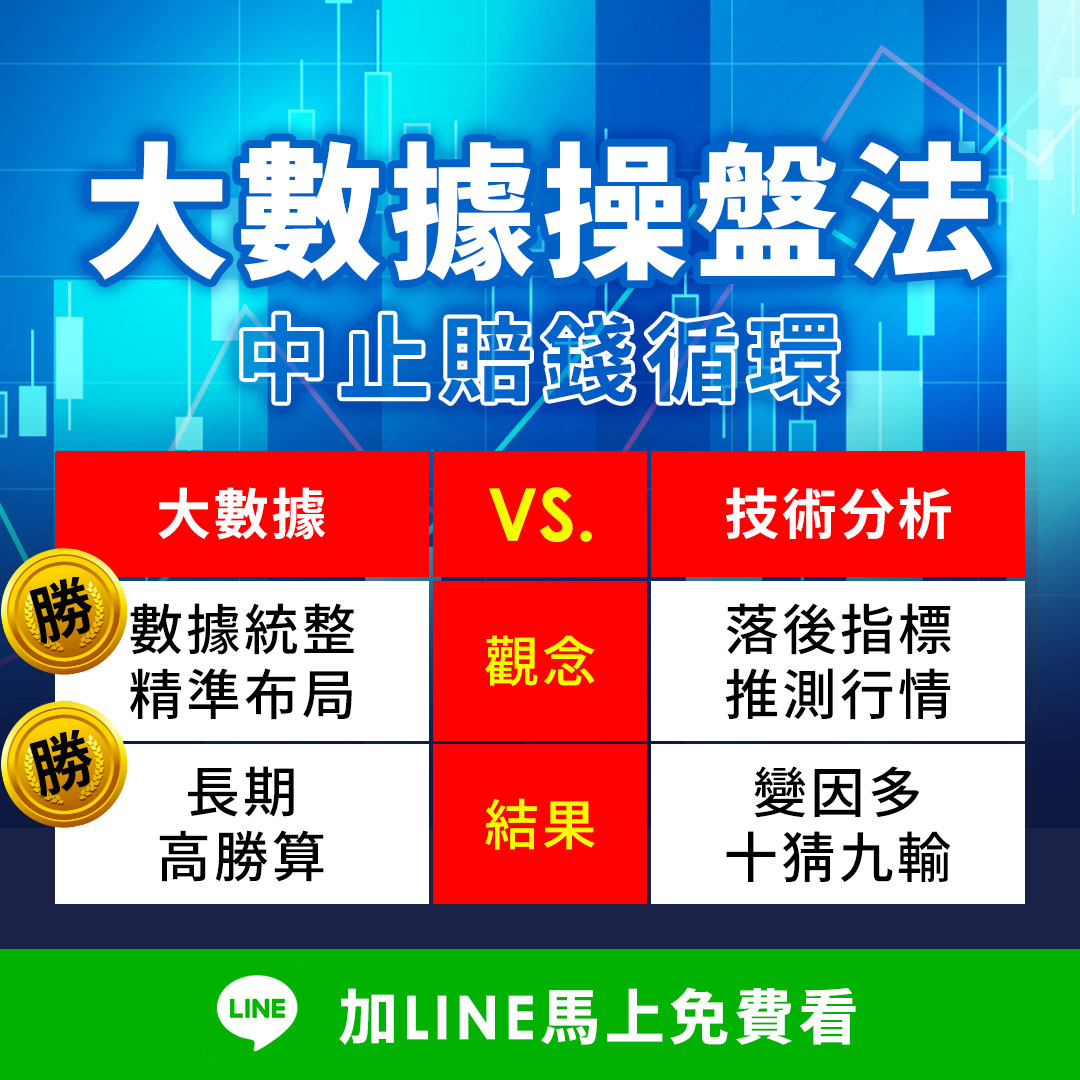 大數據操盤法
中止賠錢循環
大數據 VS. 技術分析
勝
數據統整
精準布局
觀念
落後指標
推測行情
勝
長期
高勝算
結果
變因多
十猜九輸
LINE 加LINE馬上免費看